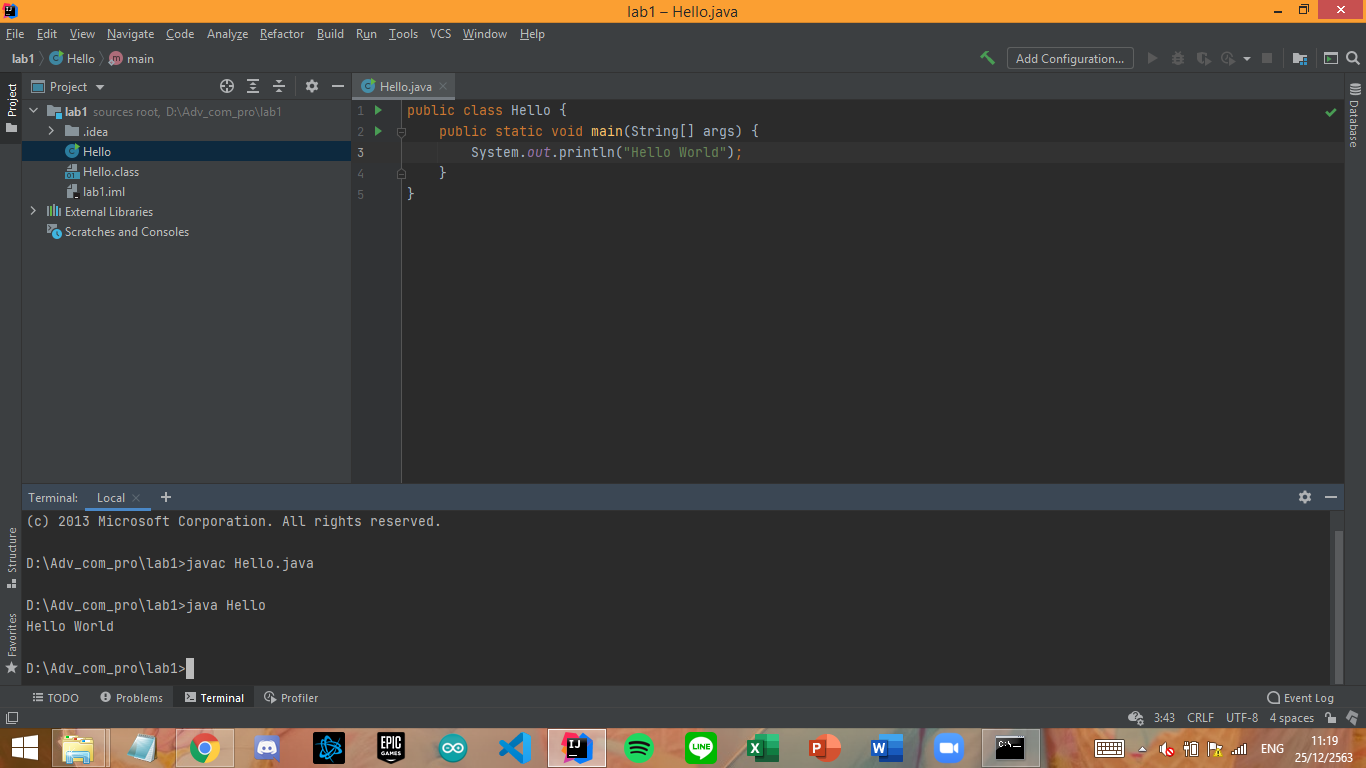 lab1 – Hello.java
File Edit View Navigate Code Analyze Refactor Build Run Tools VCS Window Help
lab1 Hello main
Add Configuration...
Project
Project
lab1 sources root, D:\Adv_com_pro\lab1
.idea
Hello
Hello.class
lab1.iml
External Libraries
Scratches and Consoles
Hello.java
1 public class Hello {
2     public static void main(String[] args) {
3         System.out.println("Hello World");
4     }
5 }
Database
Structure
Favorites
Terminal: Local
(c) 2013 Microsoft Corporation. All rights reserved.
D:\Adv_com_pro\lab1>javac Hello.java
D:\Adv_com_pro\lab1>java Hello
Hello World
D:\Adv_com_pro\lab1>
TODO Problems Terminal Profiler Event Log
3:43 CRLF UTF-8 4 spaces
EPIC GAMES
IJ
LINE
X
P
W
C:\
ENG
11:19
25/12/2563